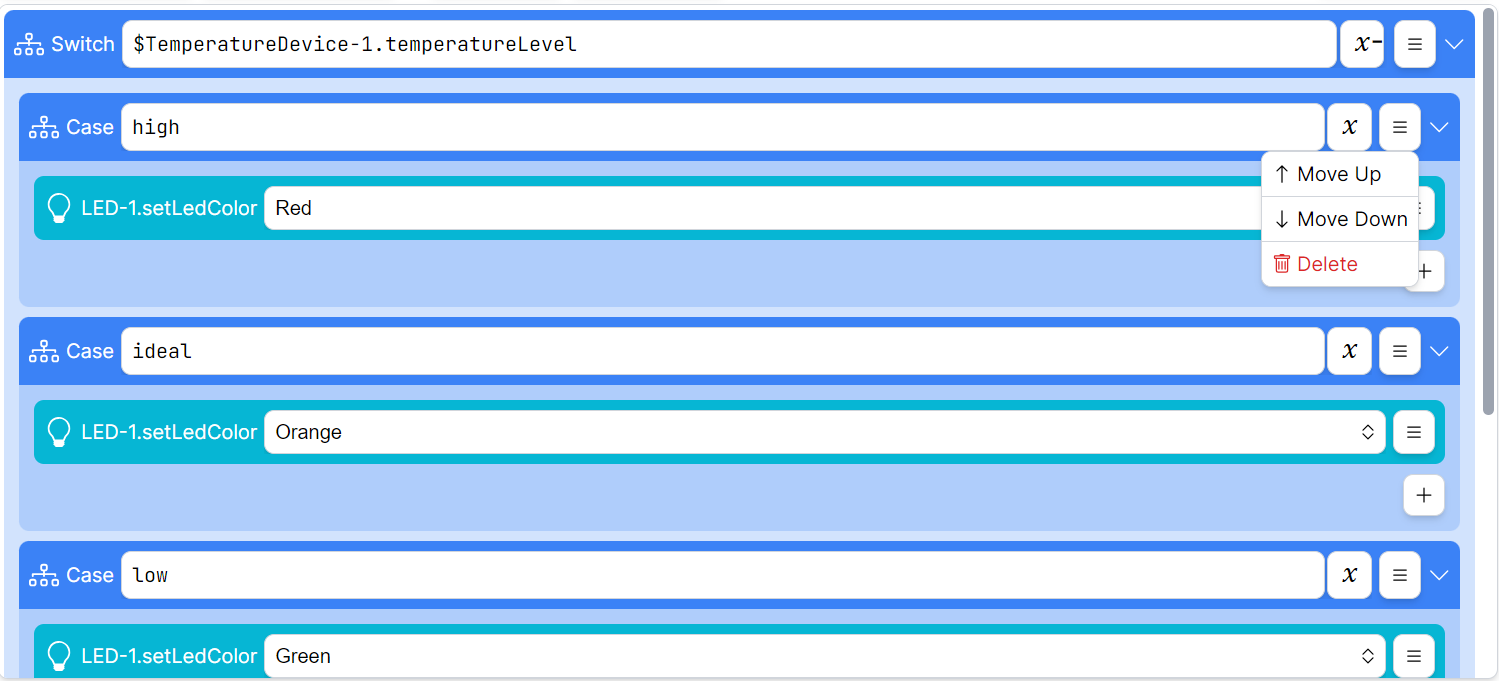 Switch $TemperatureDevice-1.temperatureLevel x-
Case high x
Move Up
LED-1.setLedColor Red
Move Down
Delete
Case ideal x
LED-1.setLedColor Orange
Case low x
LED-1.setLedColor Green